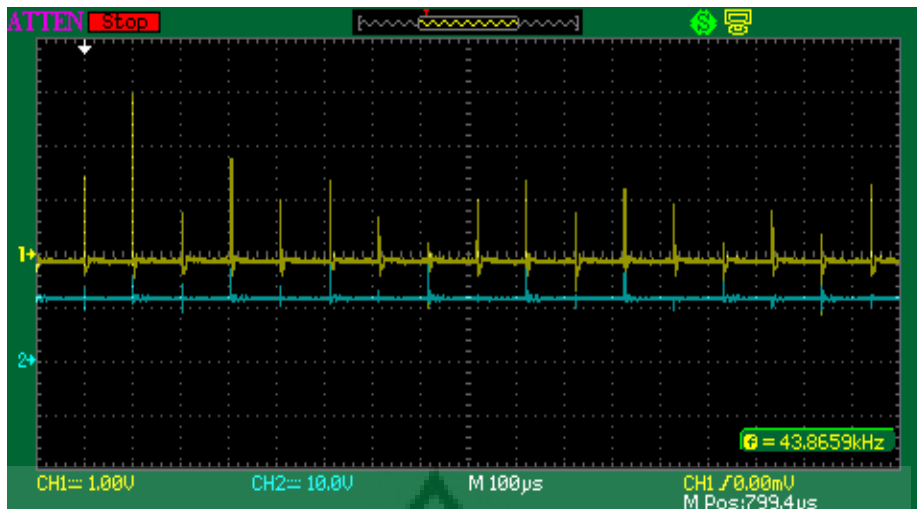 ATTEN Stop
S
1
2
f = 43.8659kHz
CH1 1.00V CH2 10.0V M 100µs CH1 0.00mV
M Pos:799.4µs